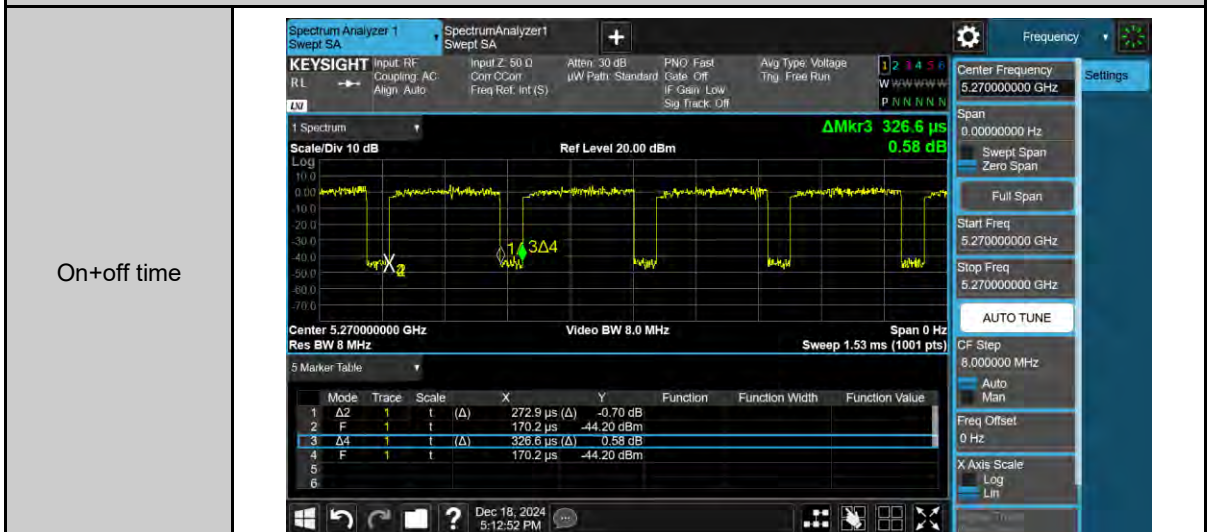 On+off time
Spectrum Analyzer 1
Swept SA
SpectrumAnalyzer1
Swept SA
+
Frequency
KEYSIGHT
RL
LXI
Input: RF
Coupling: AC
Align: Auto
Input Z: 50 Ω
Corr CCorr
Freq Ref: Int (S)
Atten: 30 dB
µW Path: Standard
PNO: Fast
Gate: Off
IF Gain: Low
Sig Track: Off
Avg Type: Voltage
Trig: Free Run
1 2 3 4 5 6
W W W W W W
P N N N N N
1 Spectrum
ΔMkr3 326.6 µs
0.58 dB
Scale/Div 10 dB
Ref Level 20.00 dBm
Log
10.0
0.00
-10.0
-20.0
-30.0
-40.0
-50.0
-60.0
-70.0
X2
3Δ4
Center 5.270000000 GHz
Video BW 8.0 MHz
Span 0 Hz
Res BW 8 MHz
Sweep 1.53 ms (1001 pts)
5 Marker Table
Mode Trace Scale X Y Function Function Width Function Value
1 Δ2 1 t (Δ) 272.9 µs (Δ) -0.70 dB
2 F 1 t 170.2 µs -44.20 dBm
3 Δ4 1 t (Δ) 326.6 µs (Δ) 0.58 dB
4 F 1 t 170.2 µs -44.20 dBm
5
6
Dec 18, 2024
5:12:52 PM
Center Frequency
5.270000000 GHz
Settings
Span
0.00000000 Hz
Swept Span
Zero Span
Full Span
Start Freq
5.270000000 GHz
Stop Freq
5.270000000 GHz
AUTO TUNE
CF Step
8.000000 MHz
Auto
Man
Freq Offset
0 Hz
X Axis Scale
Log
Lin